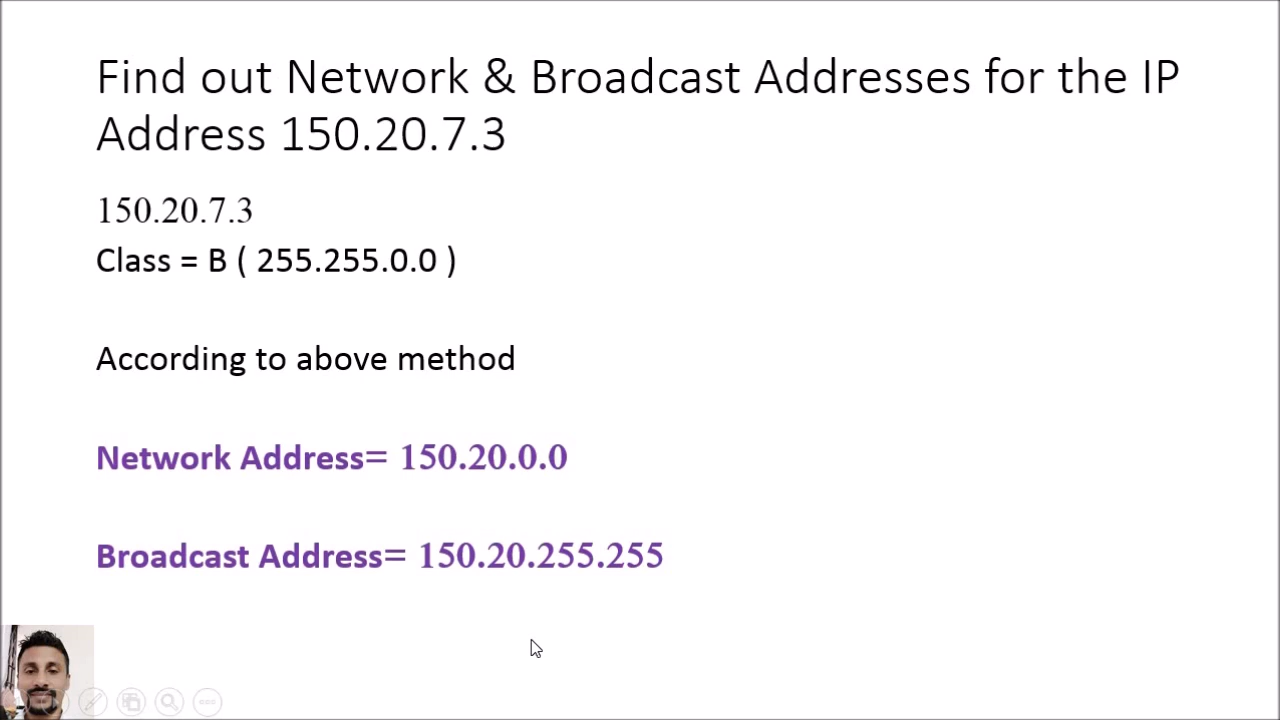 Find out Network & Broadcast Addresses for the IP
Address 150.20.7.3
150.20.7.3
Class = B ( 255.255.0.0 )
According to above method
Network Address= 150.20.0.0
Broadcast Address= 150.20.255.255